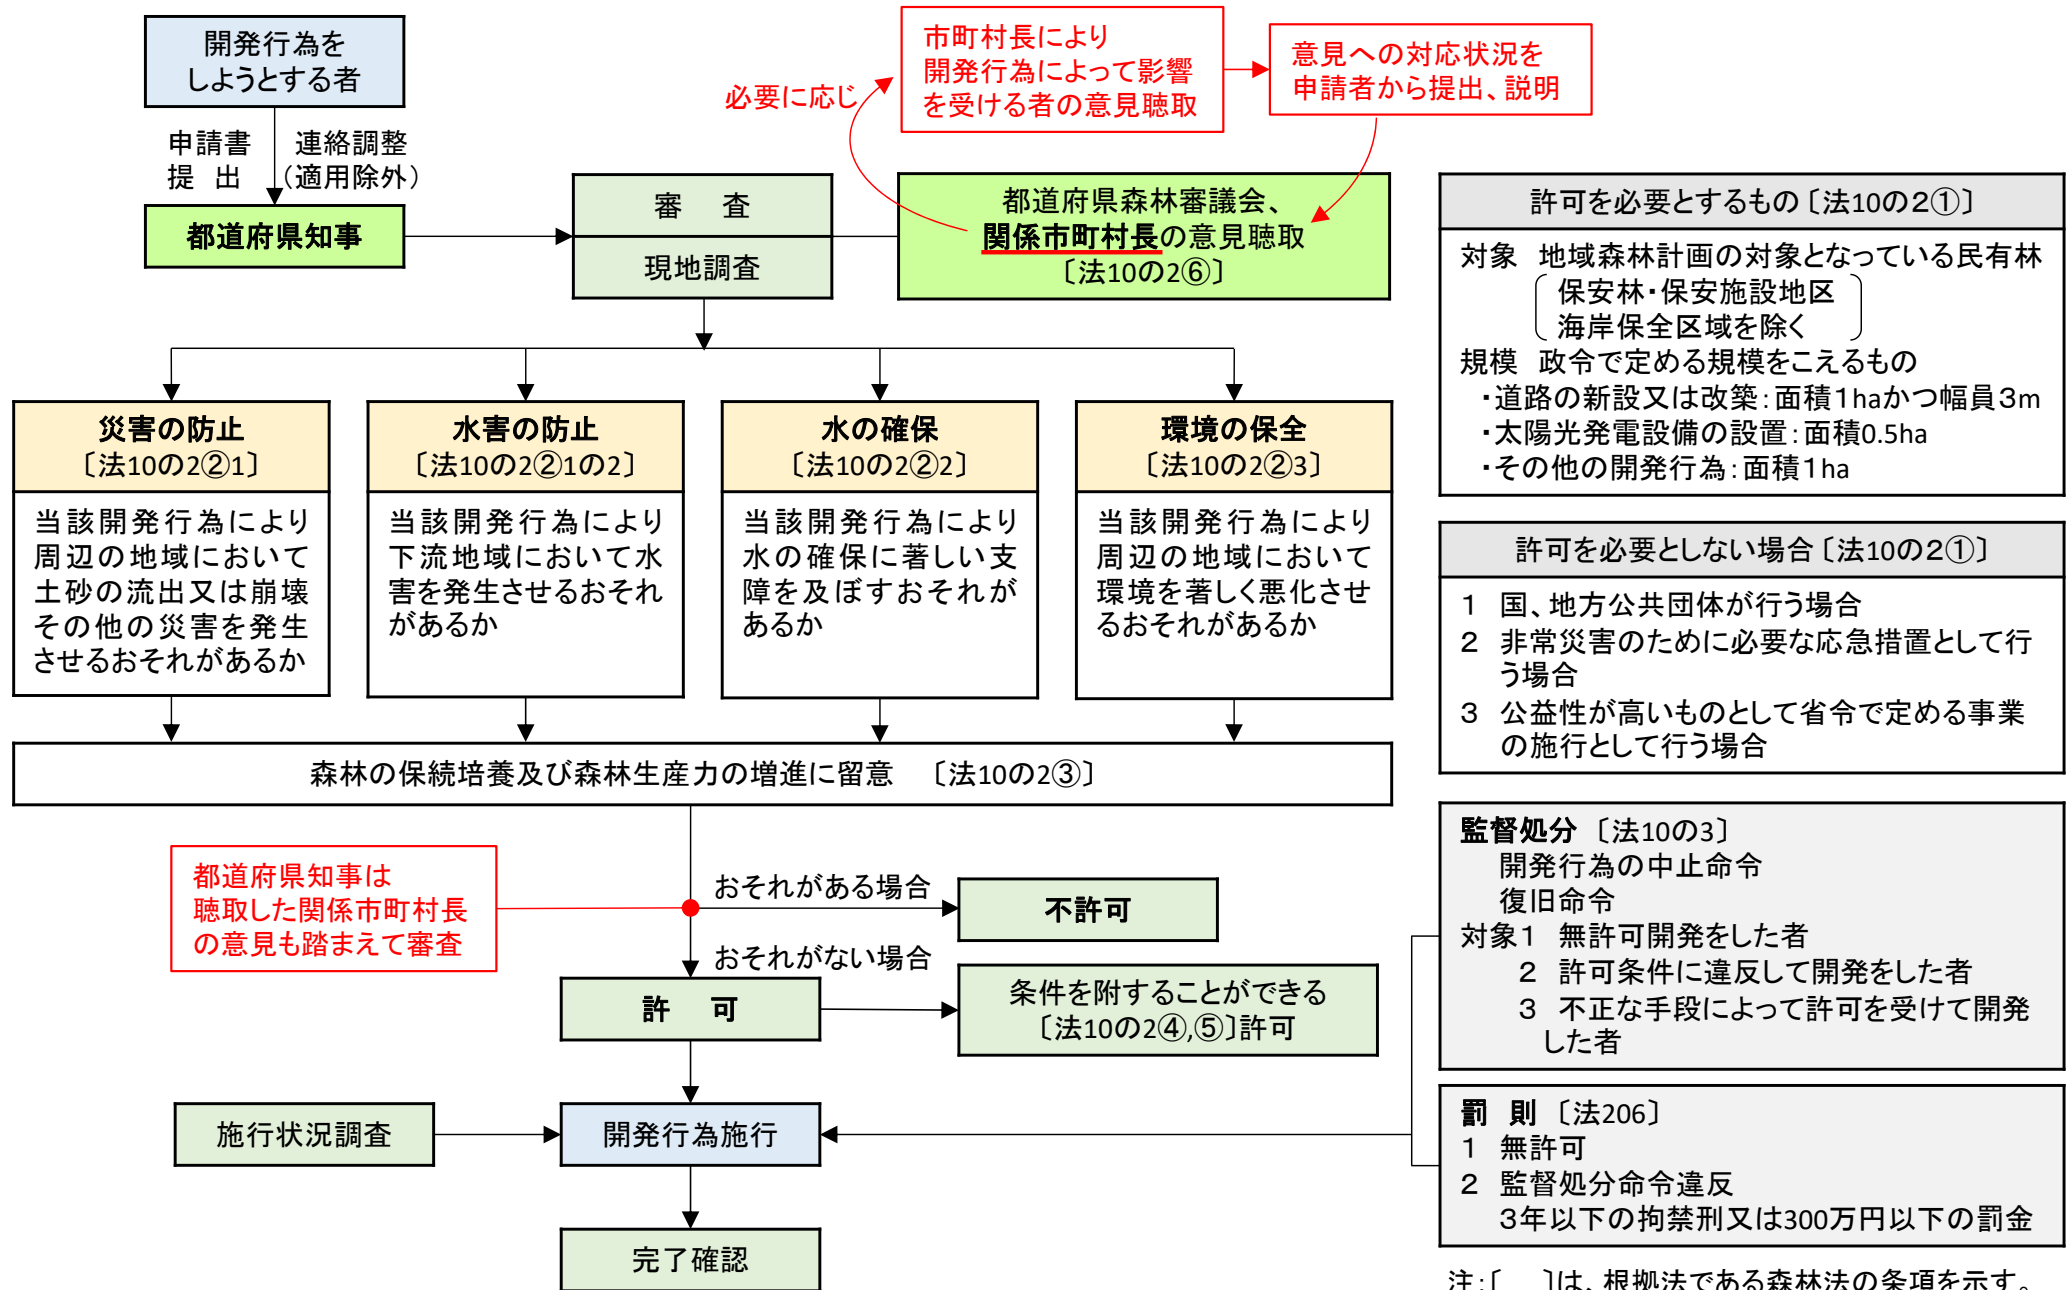 開発行為を
しようとする者
申請書
提　出
連絡調整
（適用除外）
都道府県知事
審　査
現地調査
都道府県森林審議会、
関係市町村長の意見聴取
〔法10の2⑥〕
必要に応じ
市町村長により
開発行為によって影響
を受ける者の意見聴取
意見への対応状況を
申請者から提出、説明
災害の防止
〔法10の2②1〕
当該開発行為により
周辺の地域において
土砂の流出又は崩壊
その他の災害を発生
させるおそれがあるか
水害の防止
〔法10の2②1の2〕
当該開発行為により
下流地域において水
害を発生させるおそれ
があるか
水の確保
〔法10の2②2〕
当該開発行為により
水の確保に著しい支
障を及ぼすおそれが
あるか
環境の保全
〔法10の2②3〕
当該開発行為により
周辺の地域において
環境を著しく悪化させ
るおそれがあるか
森林の保続培養及び森林生産力の増進に留意　〔法10の2③〕
都道府県知事は
聴取した関係市町村長
の意見も踏まえて審査
おそれがある場合
不許可
おそれがない場合
許　可
条件を附することができる
〔法10の2④,⑤〕許可
施行状況調査
開発行為施行
完了確認
許可を必要とするもの〔法10の２①〕
対象　地域森林計画の対象となっている民有林
保安林・保安施設地区
海岸保全区域を除く
規模　政令で定める規模をこえるもの
・道路の新設又は改築：面積１haかつ幅員３m
・太陽光発電設備の設置：面積0.5ha
・その他の開発行為：面積１ha
許可を必要としない場合〔法10の２①〕
１　国、地方公共団体が行う場合
２　非常災害のために必要な応急措置として行
う場合
３　公益性が高いものとして省令で定める事業
の施行として行う場合
監督処分〔法10の3〕
開発行為の中止命令
復旧命令
対象１　無許可開発をした者
２　許可条件に違反して開発をした者
３　不正な手段によって許可を受けて開発
した者
罰　則〔法206〕
１　無許可
２　監督処分命令違反
３年以下の拘禁刑又は300万円以下の罰金
注：〔　〕は、根拠法である森林法の条項を示す。